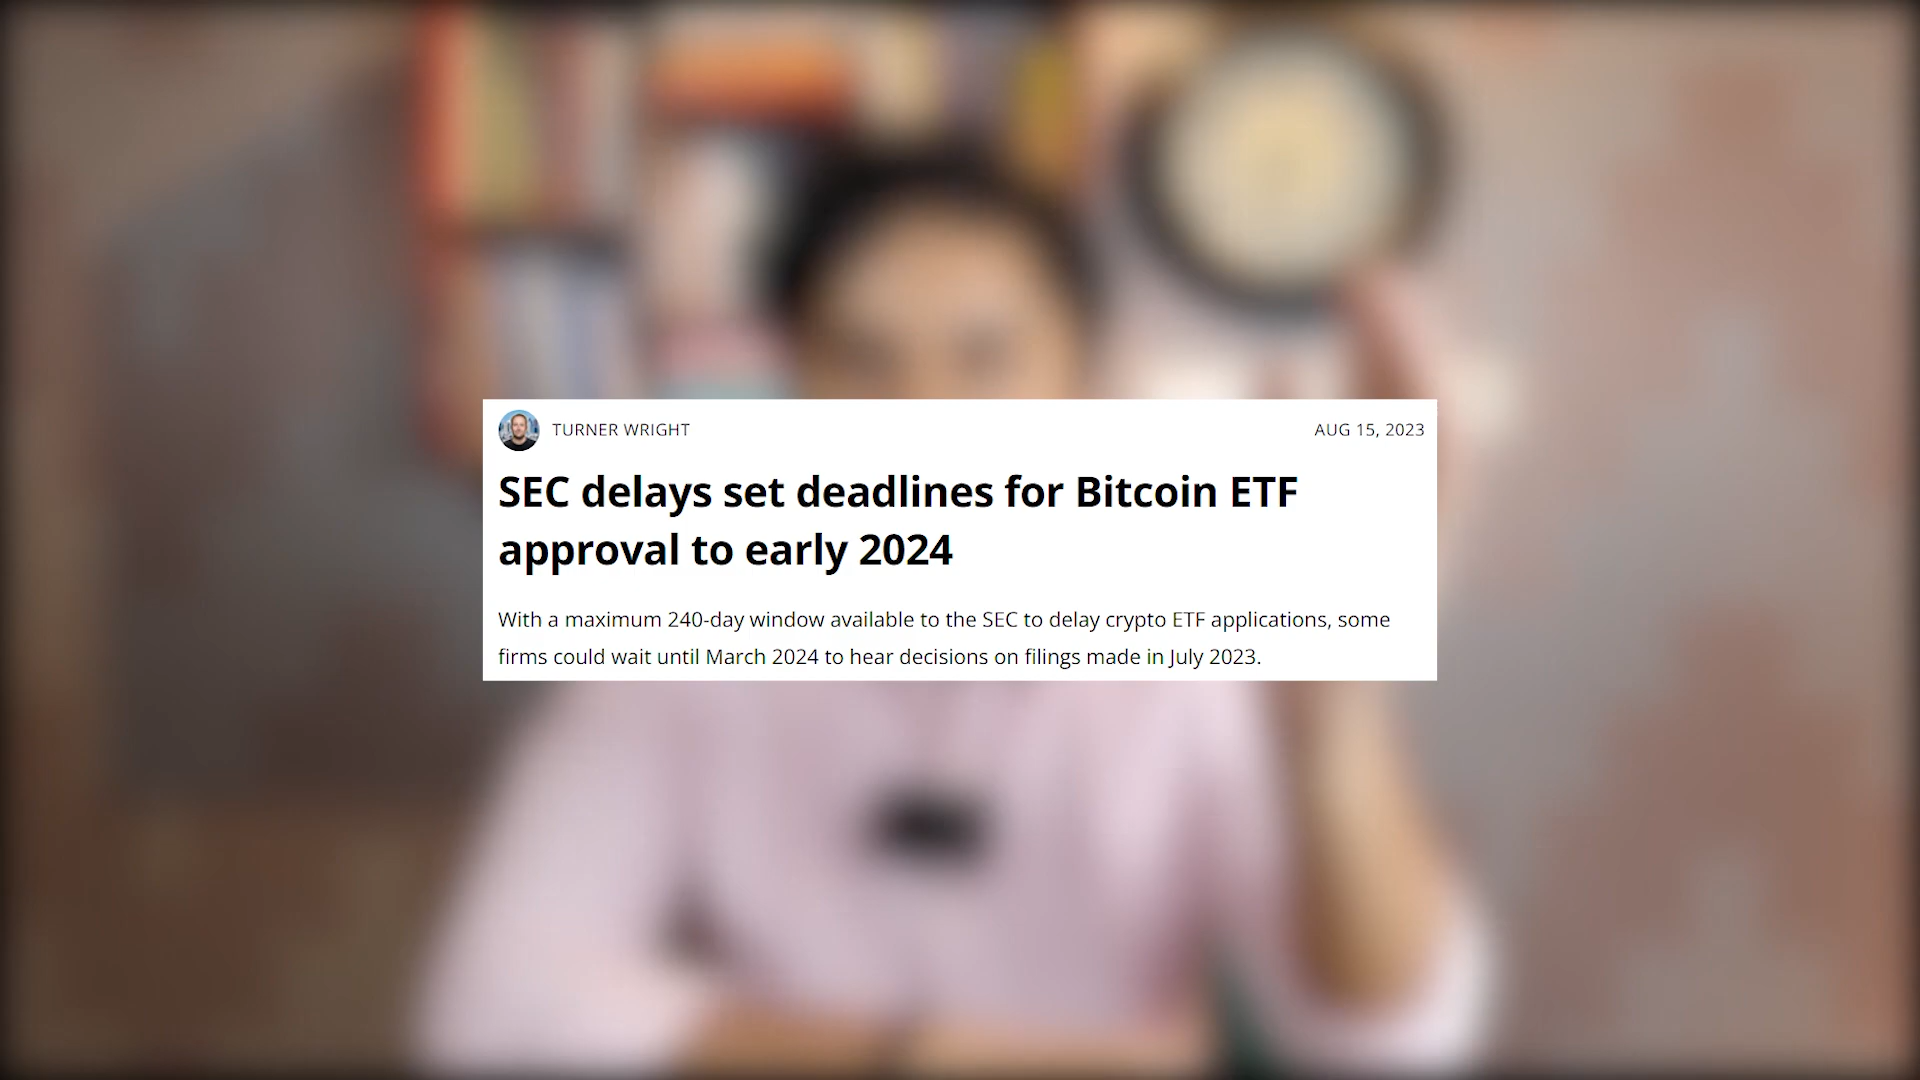 TURNER WRIGHT
AUG 15, 2023
SEC delays set deadlines for Bitcoin ETF
approval to early 2024
With a maximum 240-day window available to the SEC to delay crypto ETF applications, some
firms could wait until March 2024 to hear decisions on filings made in July 2023.